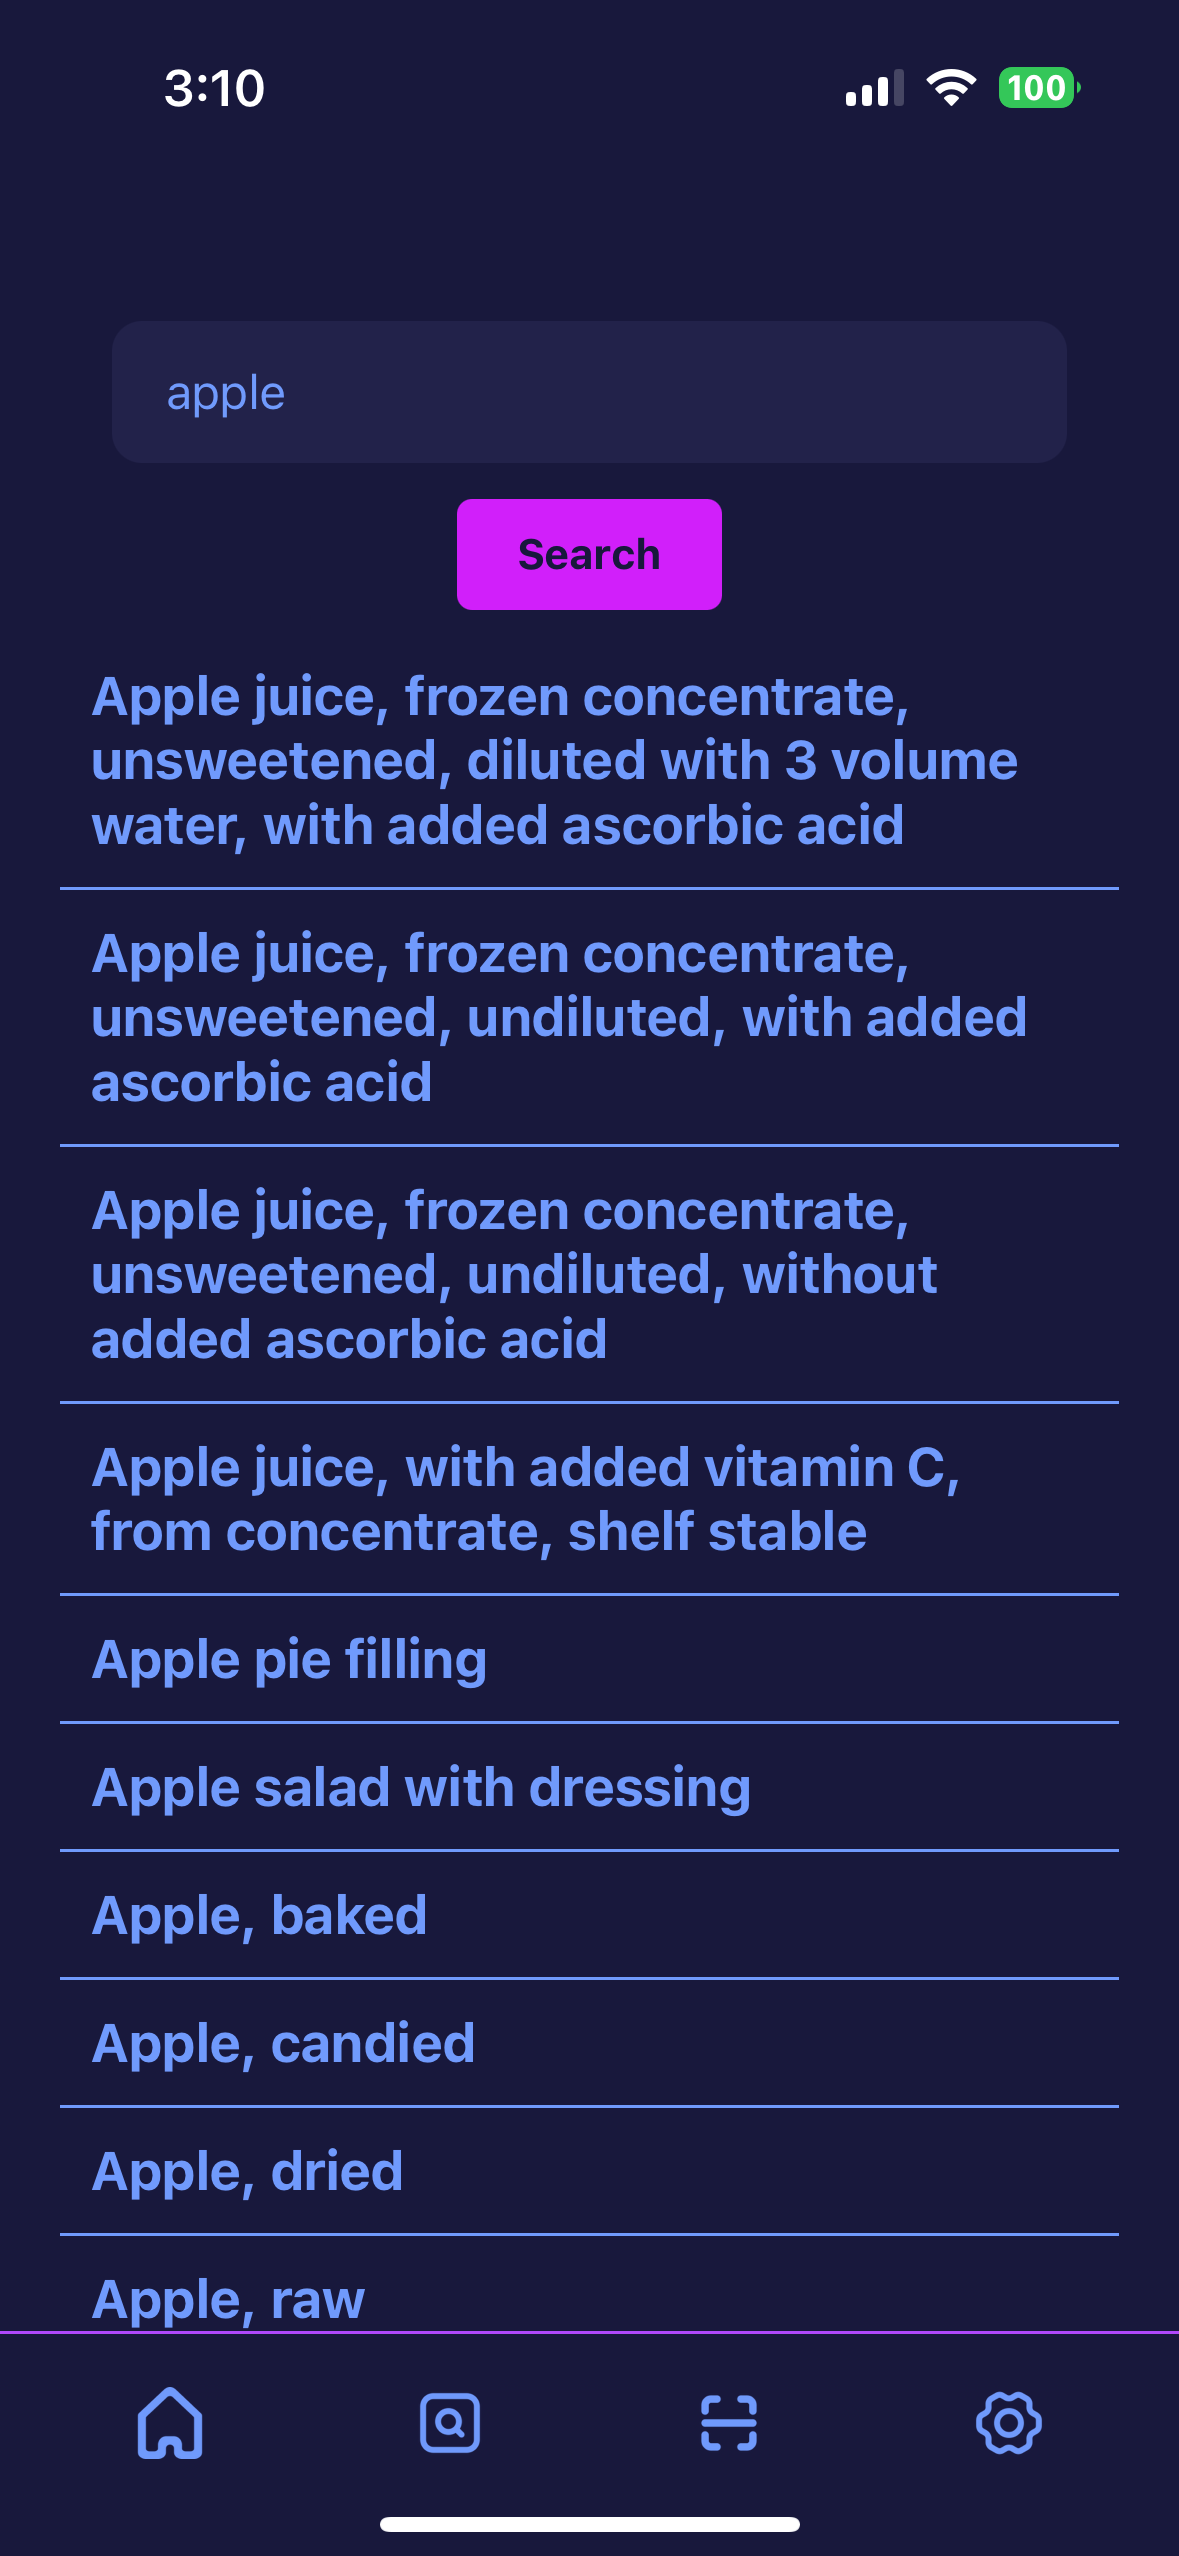 3:10
100
apple
Search
Apple juice, frozen concentrate,
unsweetened, diluted with 3 volume
water, with added ascorbic acid
Apple juice, frozen concentrate,
unsweetened, undiluted, with added
ascorbic acid
Apple juice, frozen concentrate,
unsweetened, undiluted, without
added ascorbic acid
Apple juice, with added vitamin C,
from concentrate, shelf stable
Apple pie filling
Apple salad with dressing
Apple, baked
Apple, candied
Apple, dried
Apple, raw